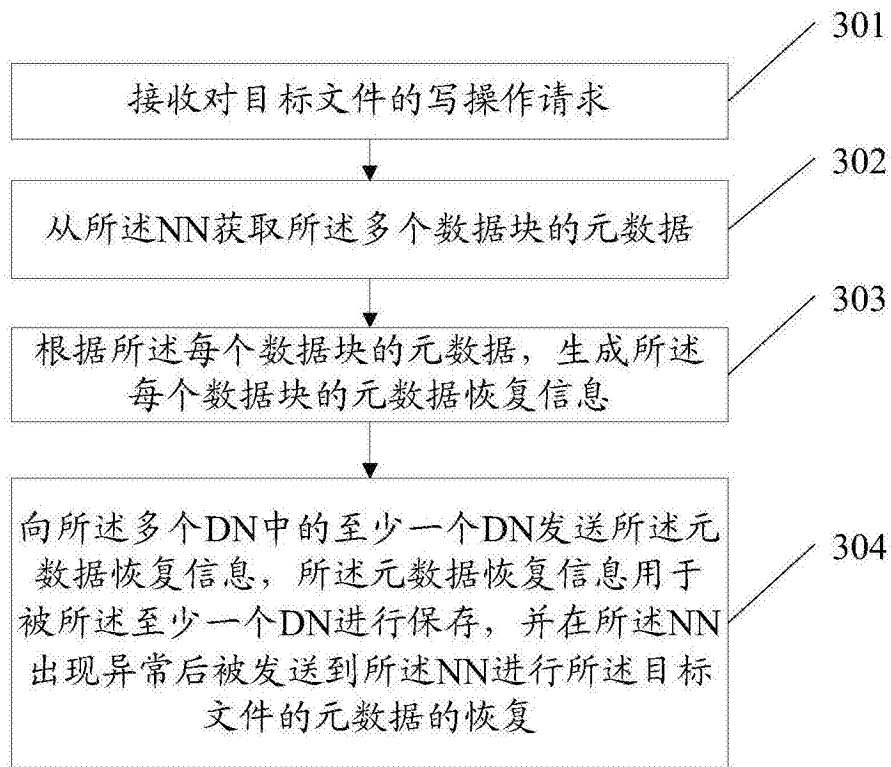 301
接收对目标文件的写操作请求
302
从所述NN获取所述多个数据块的元数据
303
根据所述每个数据块的元数据，生成所述
每个数据块的元数据恢复信息
304
向所述多个DN中的至少一个DN发送所述元
数据恢复信息，所述元数据恢复信息用于
被所述至少一个DN进行保存，并在所述NN
出现异常后被发送到所述NN进行所述目标
文件的元数据的恢复